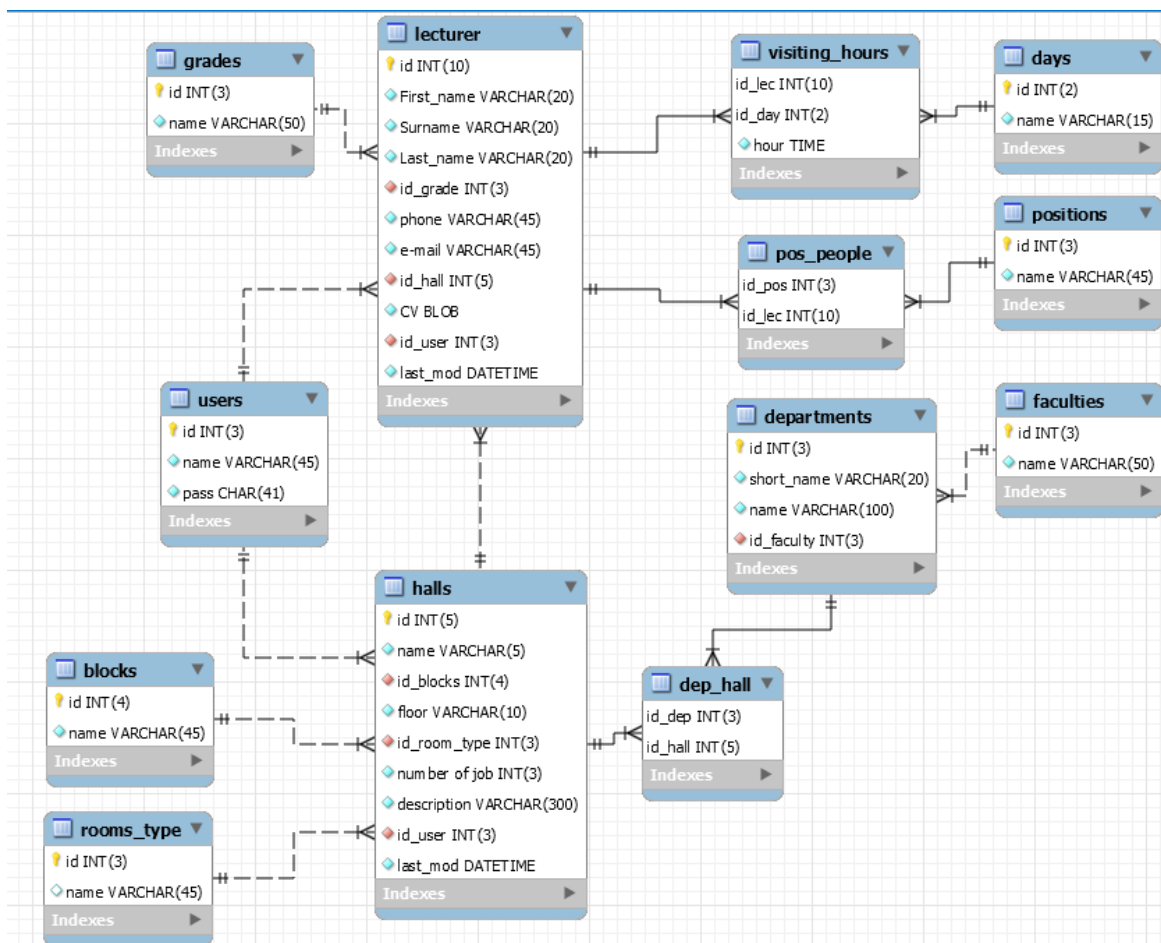 grades
id INT(3)
name VARCHAR(50)
Indexes
lecturer
id INT(10)
First_name VARCHAR(20)
Surname VARCHAR(20)
Last_name VARCHAR(20)
id_grade INT(3)
phone VARCHAR(45)
e-mail VARCHAR(45)
id_hall INT(5)
CV BLOB
id_user INT(3)
last_mod DATETIME
Indexes
visiting_hours
id_lec INT(10)
id_day INT(2)
hour TIME
Indexes
days
id INT(2)
name VARCHAR(15)
Indexes
positions
id INT(3)
name VARCHAR(45)
Indexes
pos_people
id_pos INT(3)
id_lec INT(10)
Indexes
users
id INT(3)
name VARCHAR(45)
pass CHAR(41)
Indexes
departments
id INT(3)
short_name VARCHAR(20)
name VARCHAR(100)
id_faculty INT(3)
Indexes
faculties
id INT(3)
name VARCHAR(50)
Indexes
blocks
id INT(4)
name VARCHAR(45)
Indexes
halls
id INT(5)
name VARCHAR(5)
id_blocks INT(4)
floor VARCHAR(10)
id_room_type INT(3)
number of job INT(3)
description VARCHAR(300)
id_user INT(3)
last_mod DATETIME
Indexes
dep_hall
id_dep INT(3)
id_hall INT(5)
Indexes
rooms_type
id INT(3)
name VARCHAR(45)
Indexes